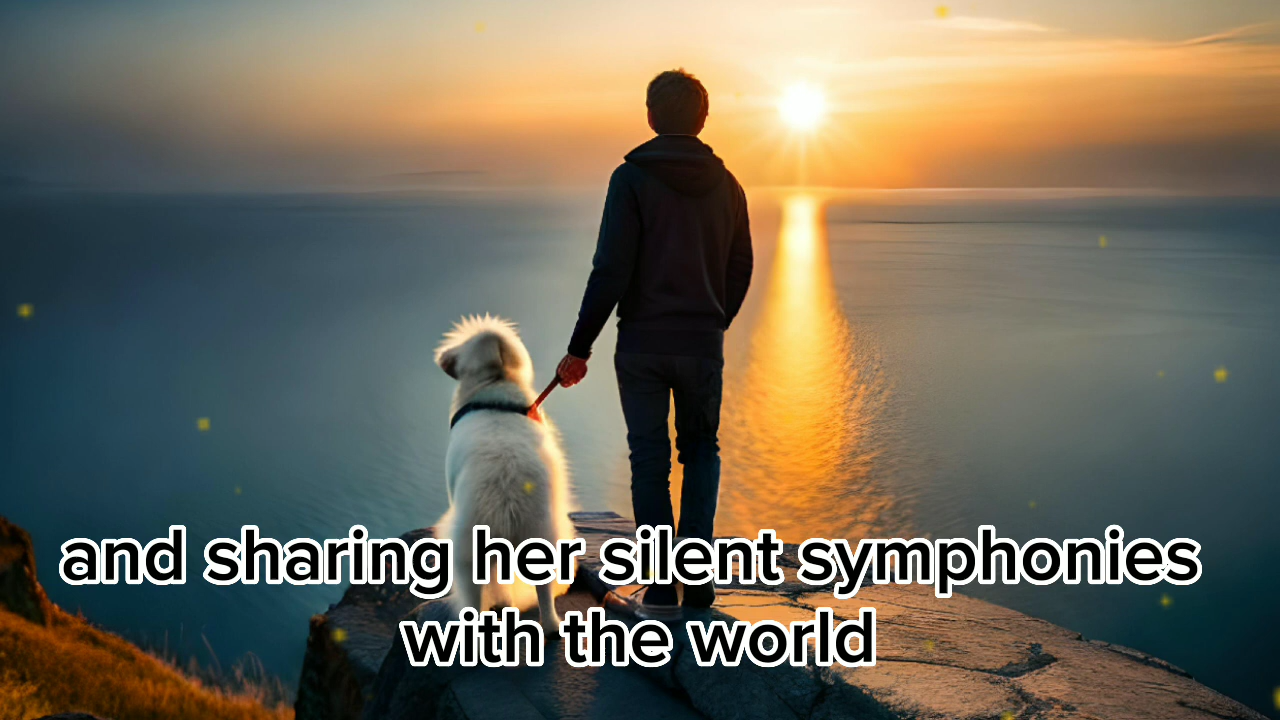 and sharing her silent symphonies
with the world